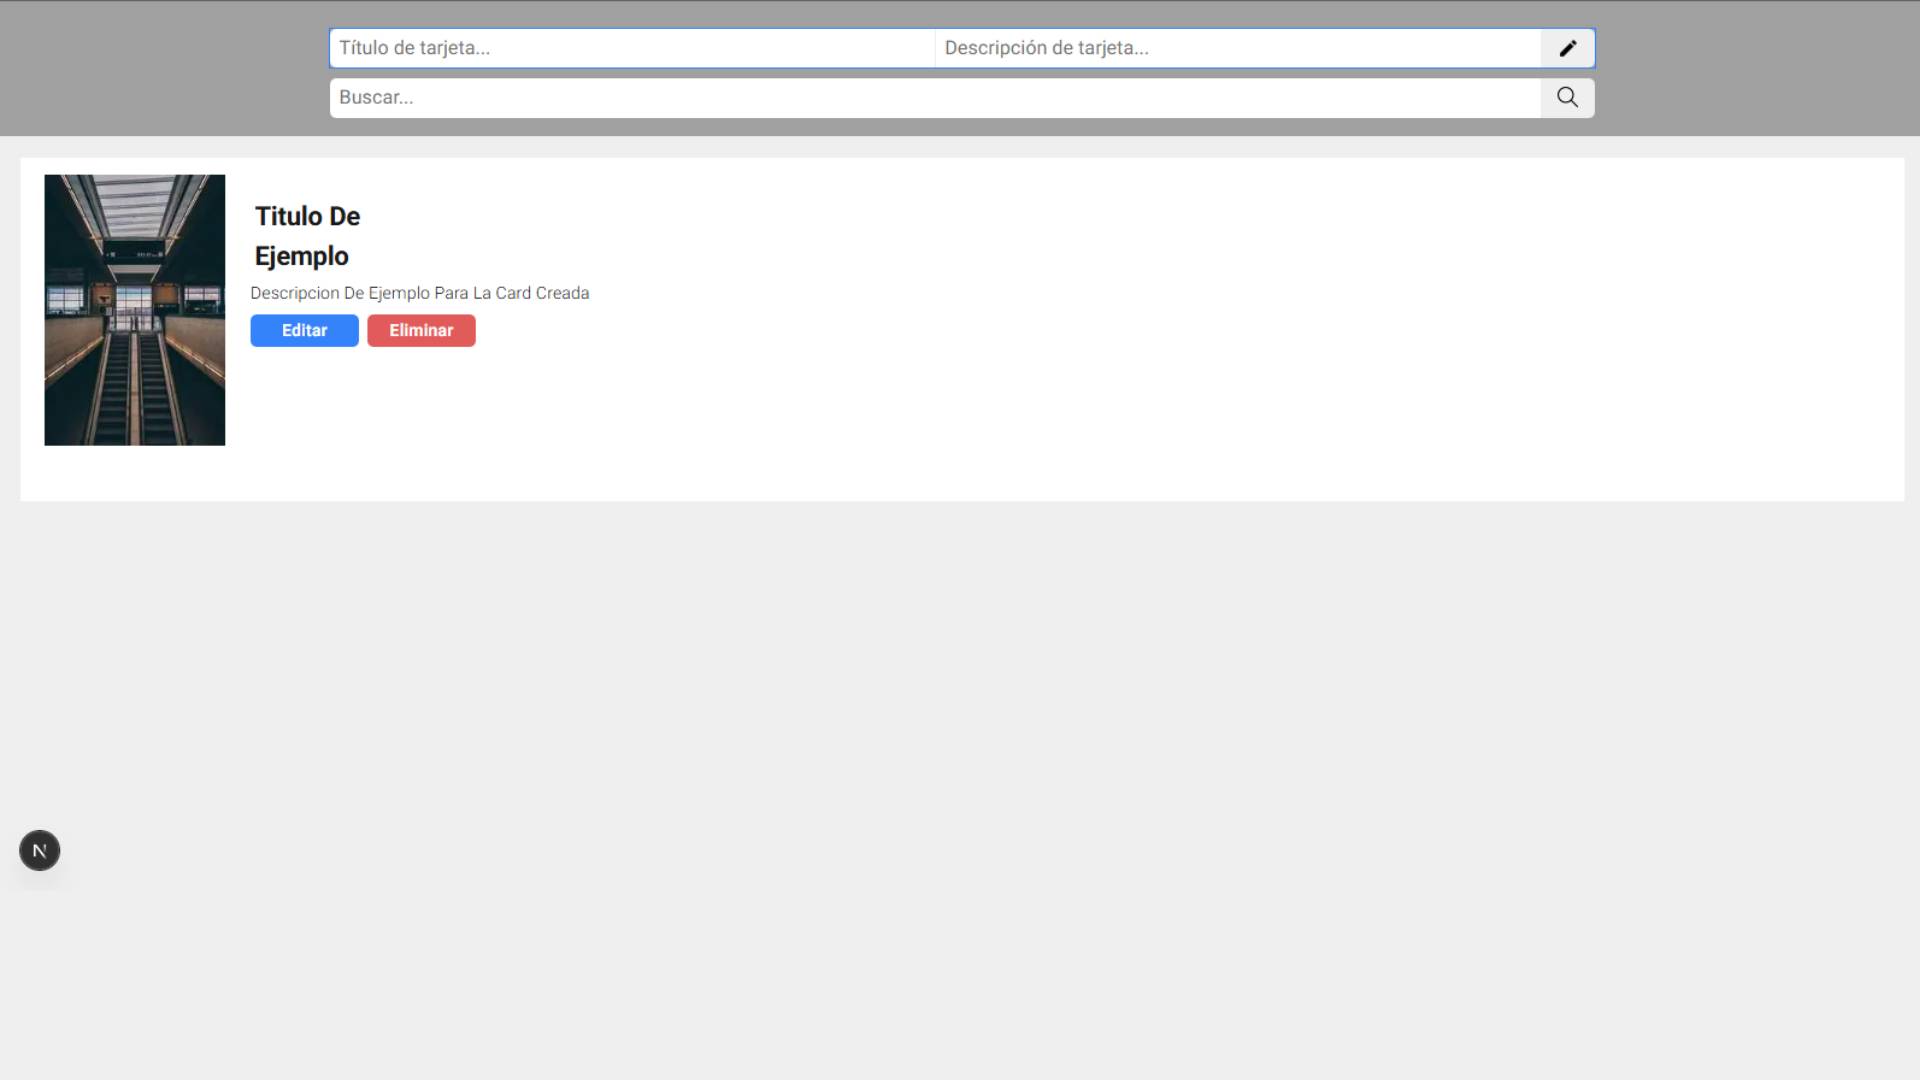 Título de tarjeta...
Descripción de tarjeta...
Buscar...
Titulo De
Ejemplo
Descripcion De Ejemplo Para La Card Creada
Editar
Eliminar
N